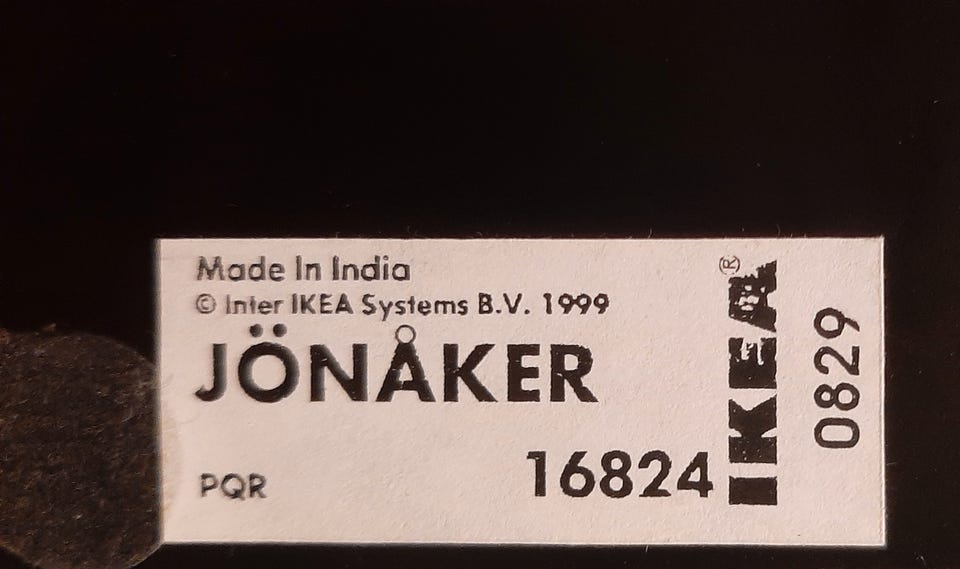 Made In India
© Inter IKEA Systems B.V. 1999
JÖNÅKER
PQR
16824
IKEA®
0829